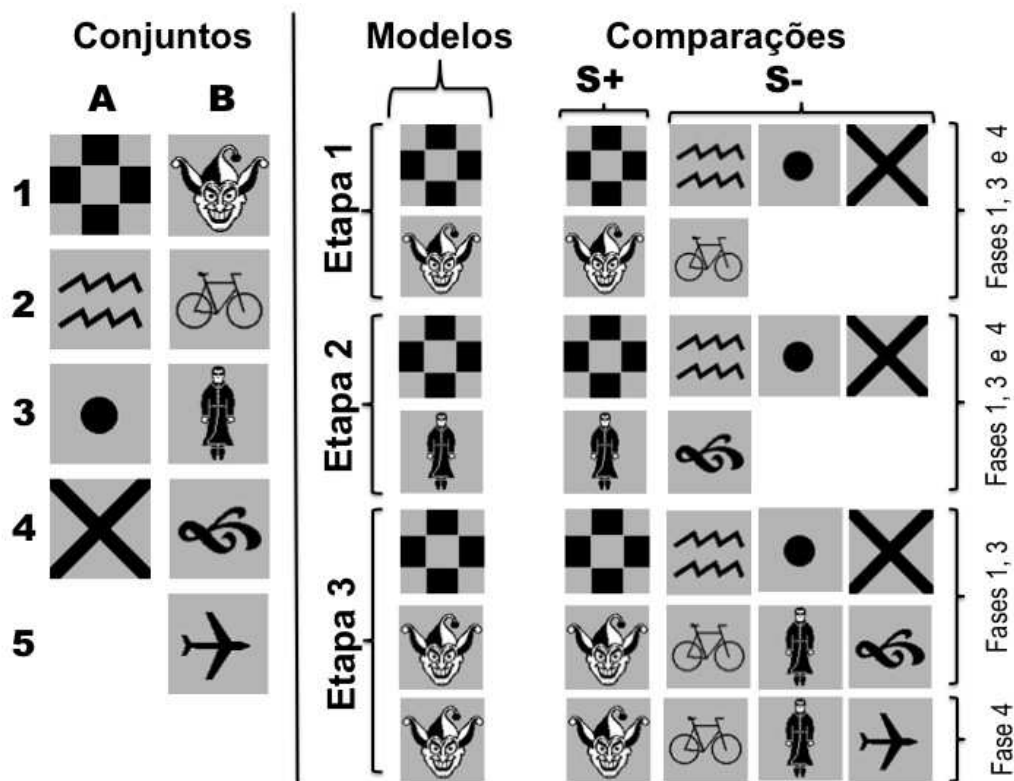 Conjuntos
A B
1
2
3
4
5
Modelos
Comparações
S+ S-
Etapa 1
Fases 1, 3 e 4
Etapa 2
Fases 1, 3 e 4
Etapa 3
Fases 1, 3
Fase 4